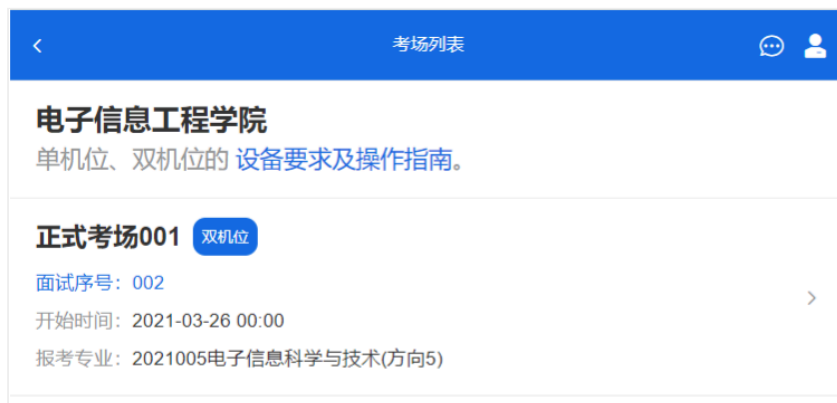 考场列表
电子信息工程学院
单机位、双机位的 设备要求及操作指南。
正式考场001 双机位
面试序号：002
开始时间：2021-03-26 00:00
报考专业：2021005电子信息科学与技术(方向5)